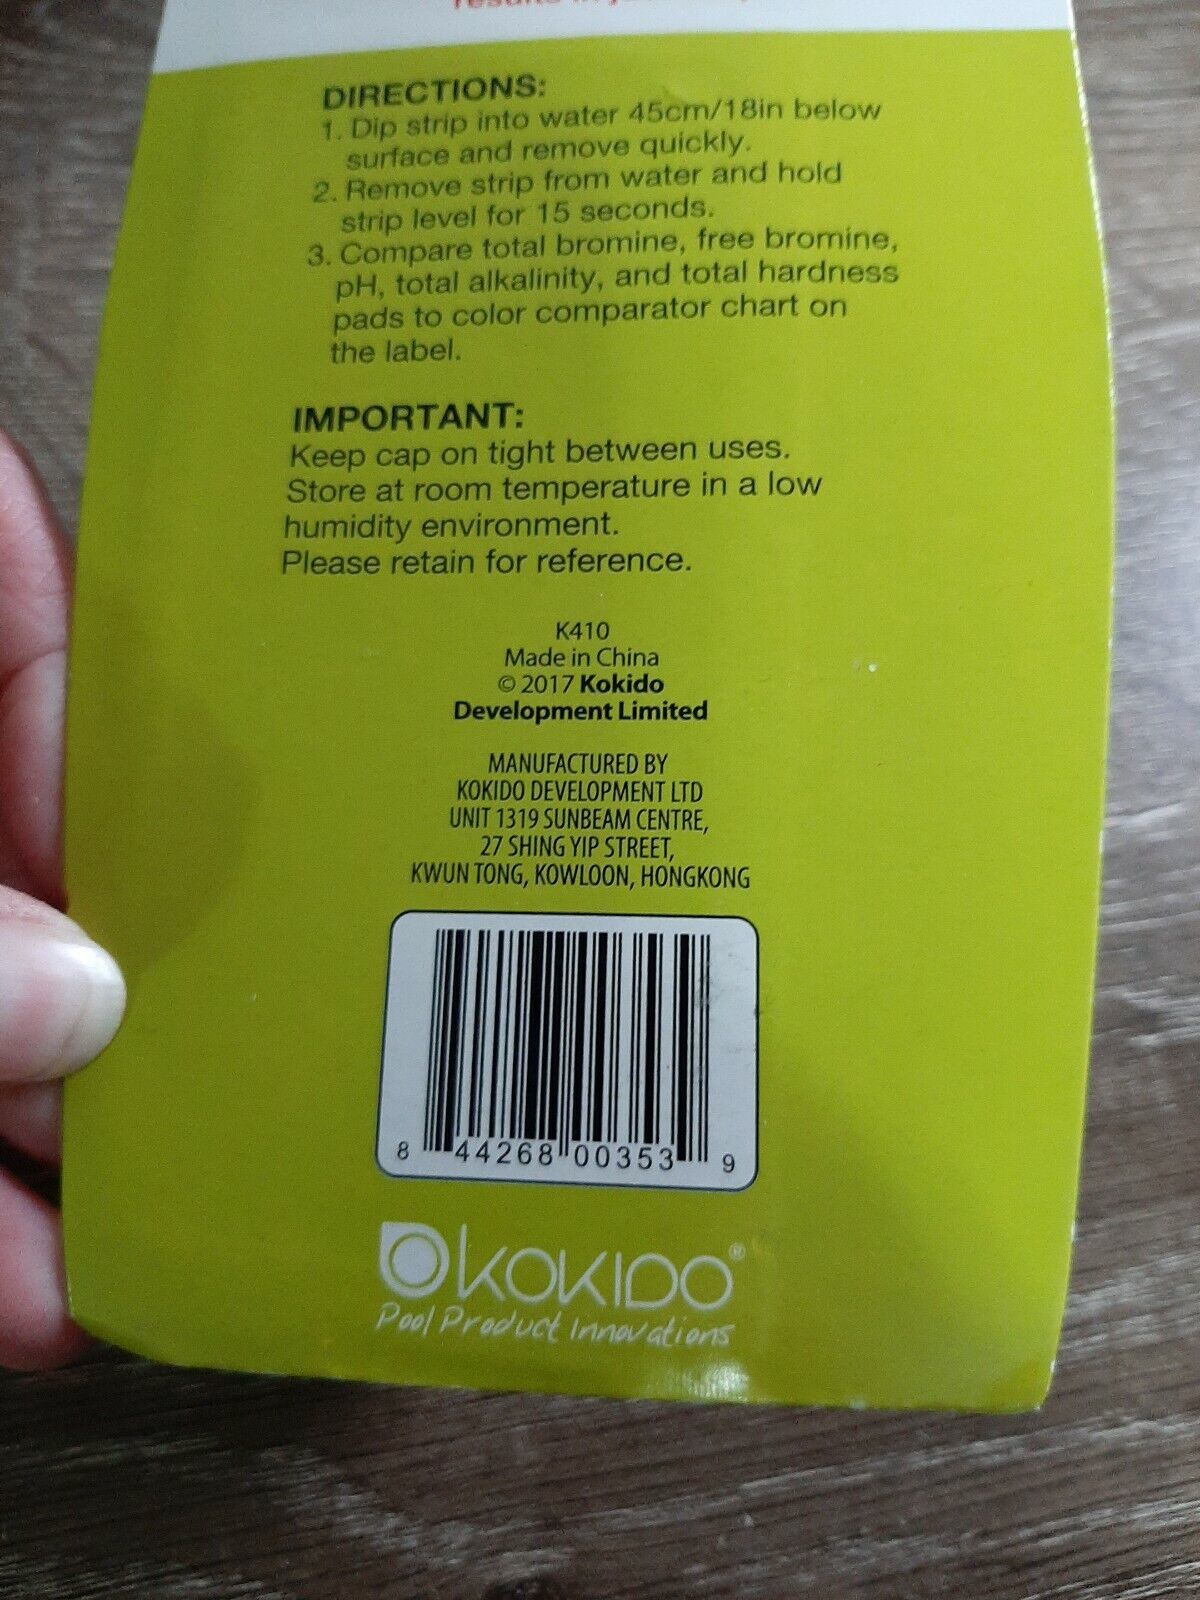 results in
DIRECTIONS:
1. Dip strip into water 45cm/18in below
surface and remove quickly.
2. Remove strip from water and hold
strip level for 15 seconds.
3. Compare total bromine, free bromine,
pH, total alkalinity, and total hardness
pads to color comparator chart on
the label.
IMPORTANT:
Keep cap on tight between uses.
Store at room temperature in a low
humidity environment.
Please retain for reference.
K410
Made in China
© 2017 Kokido
Development Limited
MANUFACTURED BY
KOKIDO DEVELOPMENT LTD
UNIT 1319 SUNBEAM CENTRE,
27 SHING YIP STREET,
KWUN TONG, KOWLOON, HONGKONG
8 44268 00353 9
KOKIDO®
Pool Product Innovations